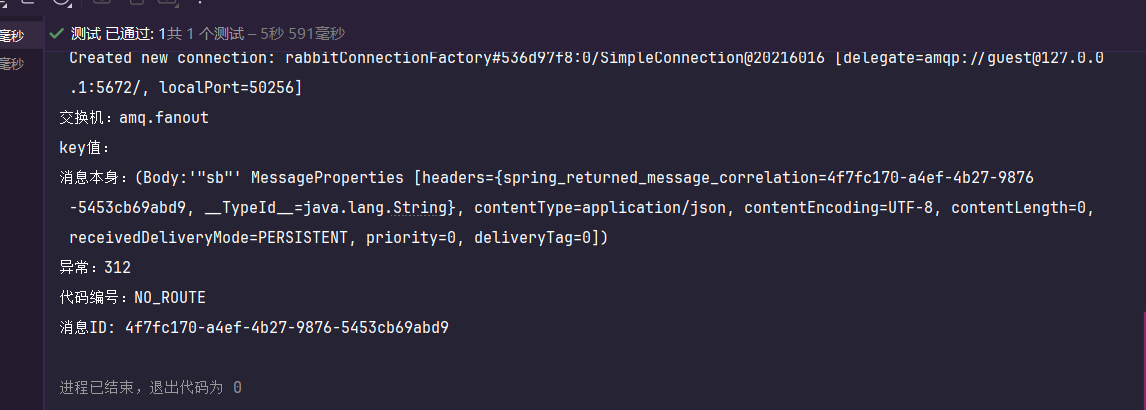 毫秒
测试 已通过: 1共 1 个测试 – 5秒 591毫秒
毫秒
Created new connection: rabbitConnectionFactory#536d97f8:0/SimpleConnection@20216016 [delegate=amqp://guest@127.0.0
.1:5672/, localPort=50256]
交换机：amq.fanout
key值：
消息本身：(Body:'"sb"' MessageProperties [headers={spring_returned_message_correlation=4f7fc170-a4ef-4b27-9876
-5453cb69abd9, __TypeId__=java.lang.String}, contentType=application/json, contentEncoding=UTF-8, contentLength=0,
receivedDeliveryMode=PERSISTENT, priority=0, deliveryTag=0])
异常：312
代码编号：NO_ROUTE
消息ID: 4f7fc170-a4ef-4b27-9876-5453cb69abd9
进程已结束，退出代码为 0